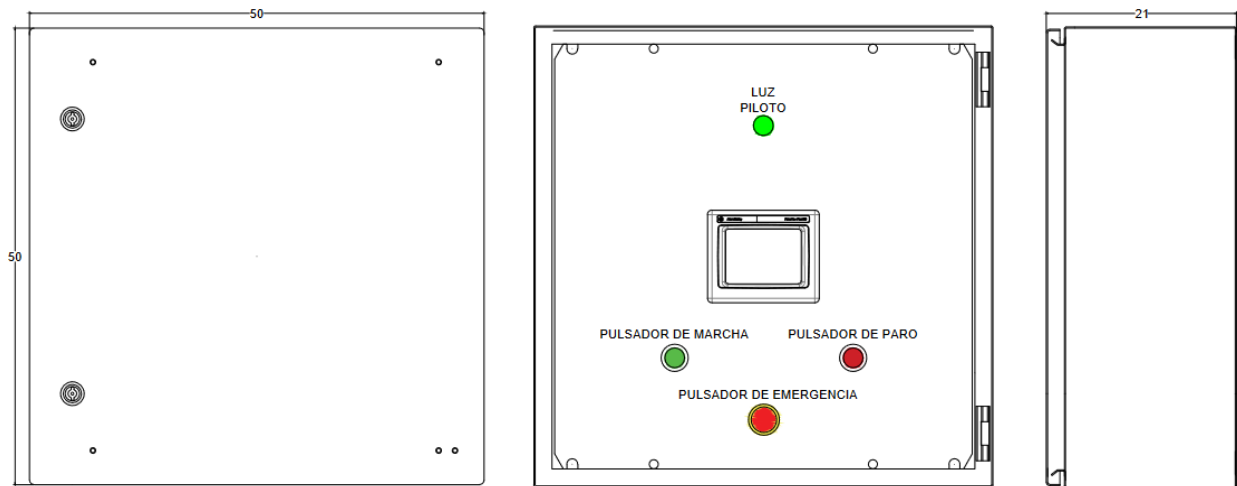 50
21
50
LUZ
PILOTO
PULSADOR DE MARCHA
PULSADOR DE PARO
PULSADOR DE EMERGENCIA